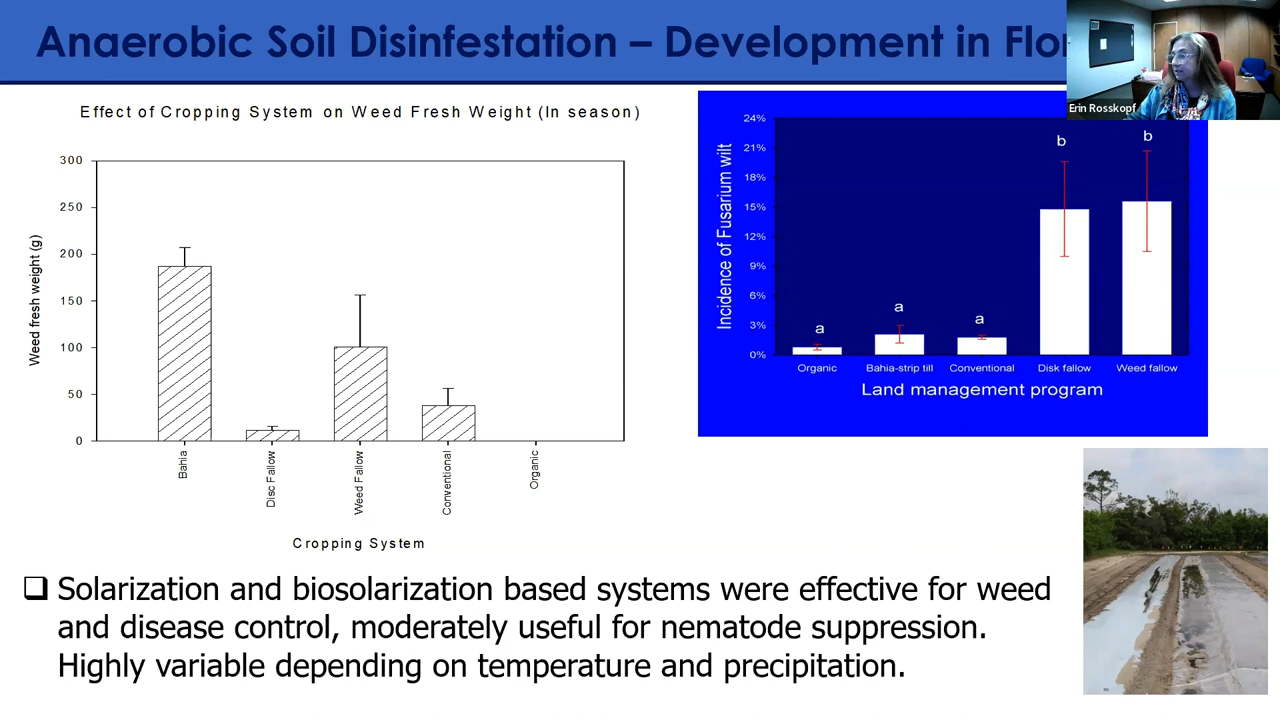 Anaerobic Soil Disinfestation – Development in Flor
Erin Rosskopf
Effect of Cropping System on Weed Fresh Weight (In season)
Weed fresh weight (g)
300
250
200
150
100
50
0
Bahia
Disc Fallow
Weed Fallow
Conventional
Organic
Cropping System
Incidence of Fusarium wilt
24%
21%
18%
15%
12%
9%
6%
3%
0%
a
a
a
b
b
Organic
Bahia-strip till
Conventional
Disk fallow
Weed fallow
Land management program
❑ Solarization and biosolarization based systems were effective for weed
and disease control, moderately useful for nematode suppression.
Highly variable depending on temperature and precipitation.